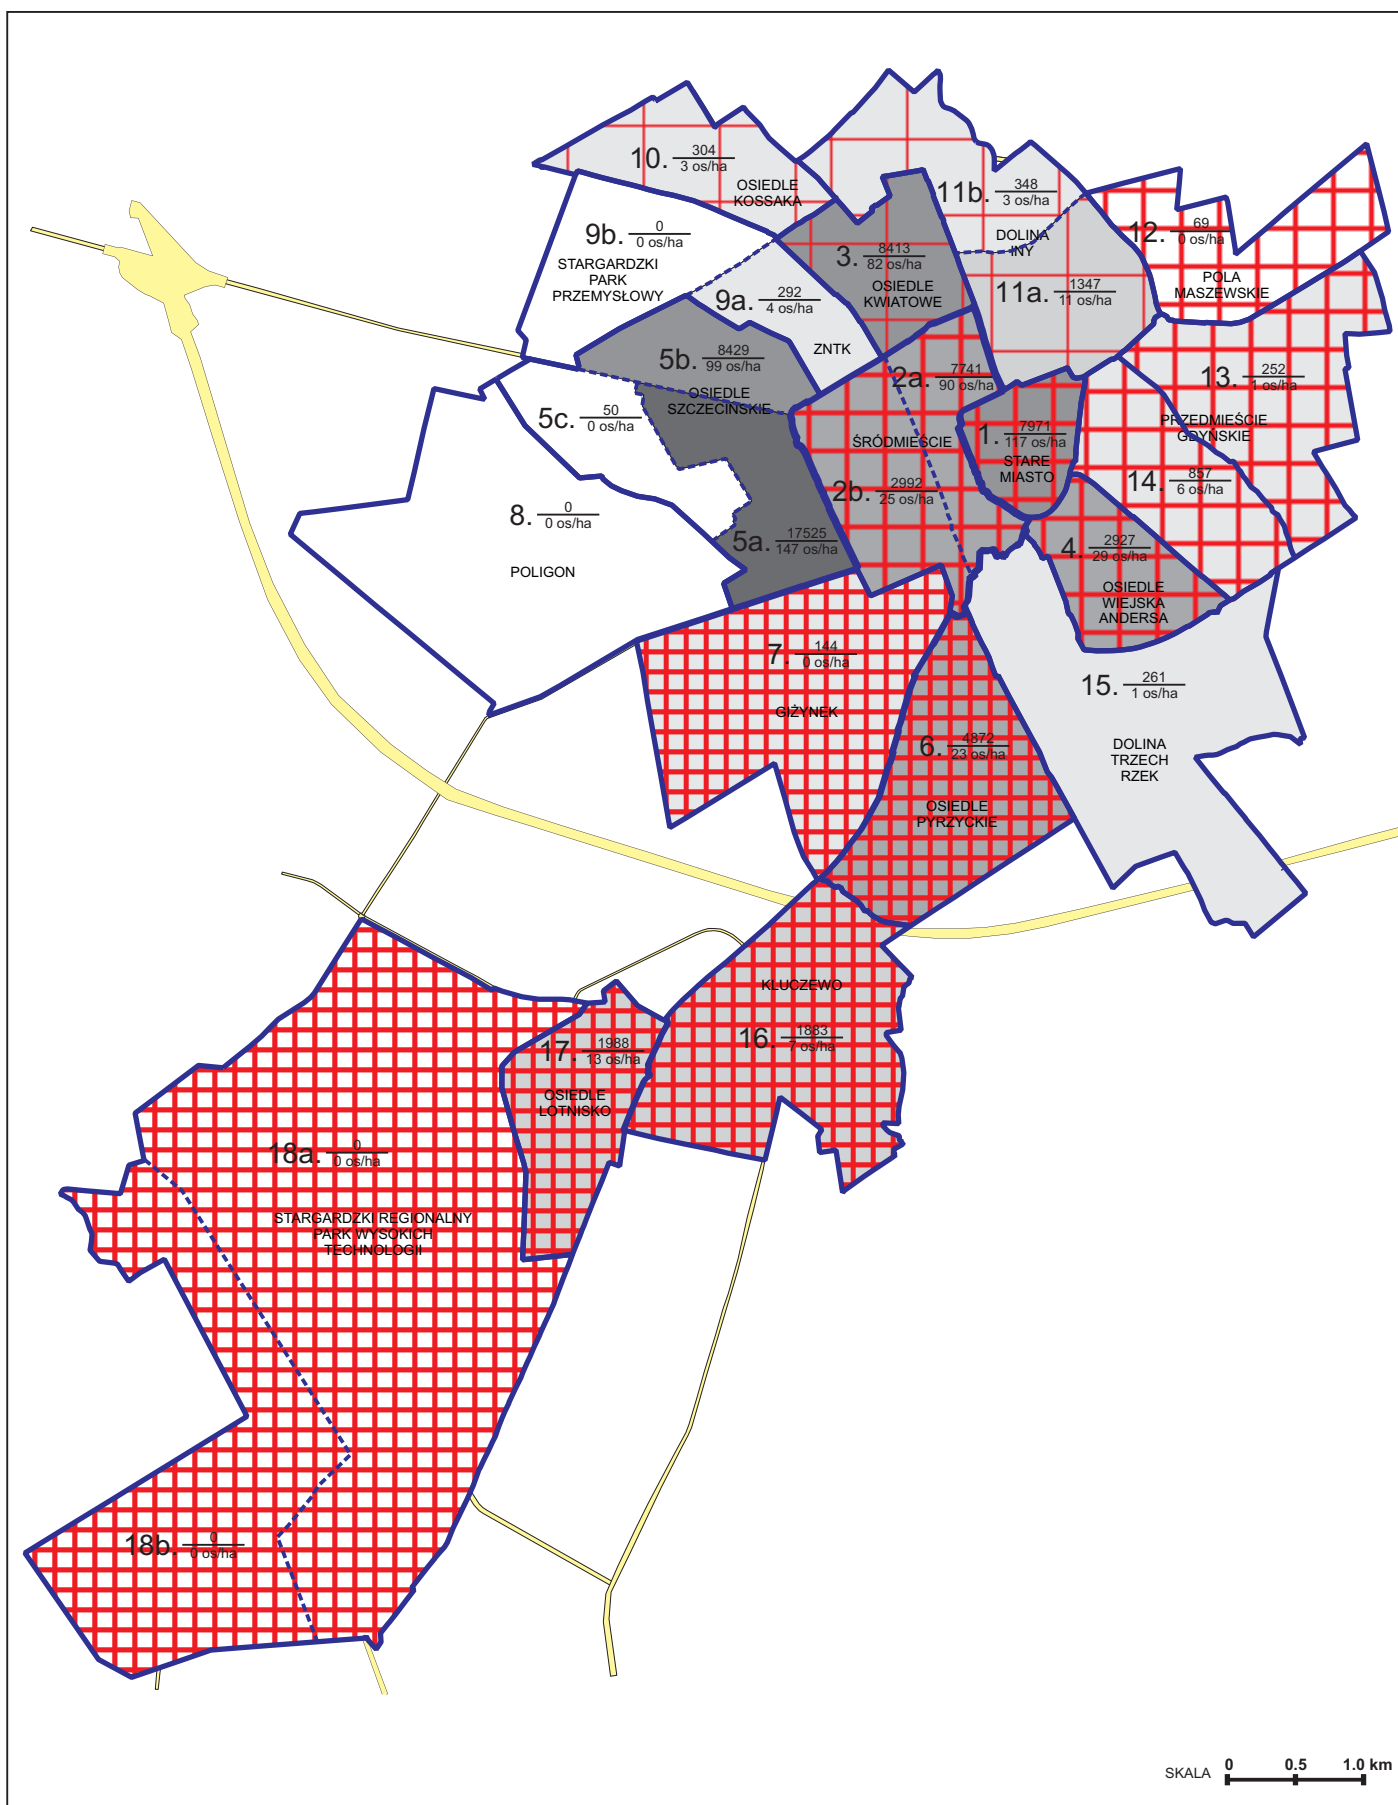 10. 304
3 os/ha
OSIEDLE
KOSSAKA
11b. 348
3 os/ha
DOLINA
INY
12. 69
0 os/ha
POLA
MASZEWSKIE
9b. 0
0 os/ha
STARGARDZKI
PARK
PRZEMYSŁOWY
3. 8413
82 os/ha
OSIEDLE
KWIATOWE
9a. 292
4 os/ha
ZNTK
11a. 1347
11 os/ha
5b. 8429
99 os/ha
OSIEDLE
SZCZECIŃSKIE
2a. 7741
90 os/ha
13. 252
1 os/ha
PRZEDMIEŚCIE
GDYŃSKIE
5c. 50
0 os/ha
ŚRÓDMIEŚCIE
1. 7971
117 os/ha
STARE
MIASTO
14. 857
6 os/ha
2b. 2992
25 os/ha
8. 0
0 os/ha
POLIGON
5a. 17525
147 os/ha
4. 2927
29 os/ha
OSIEDLE
WIEJSKA
ANDERSA
7. 144
0 os/ha
GIŻYNEK
15. 261
1 os/ha
DOLINA
TRZECH
RZEK
6. 4872
23 os/ha
OSIEDLE
PYRZYCKIE
KLUCZEWO
16. 1883
7 os/ha
17. 1988
13 os/ha
OSIEDLE
LOTNISKO
18a. 0
0 os/ha
STARGARDZKI REGIONALNY
PARK WYSOKICH
TECHNOLOGII
18b. 0
0 os/ha
SKALA 0 0.5 1.0 km